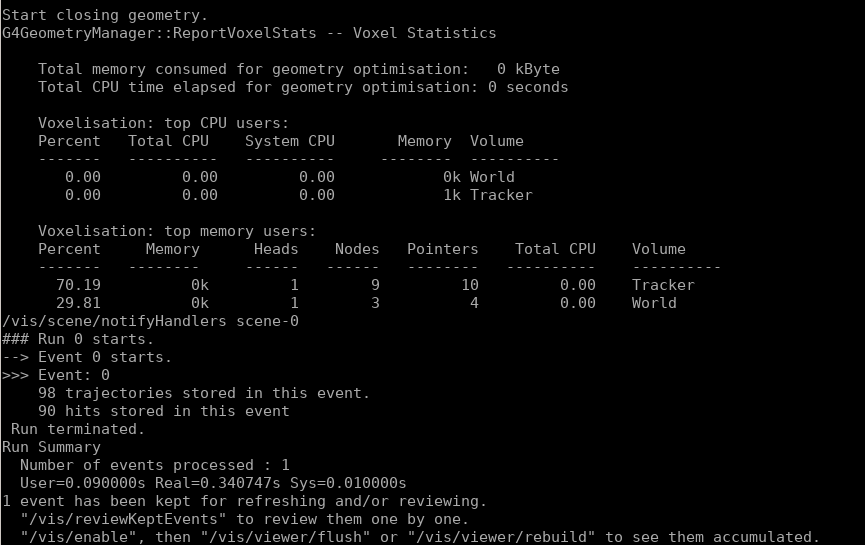 Start closing geometry.
G4GeometryManager::ReportVoxelStats -- Voxel Statistics
Total memory consumed for geometry optimisation:   0 kByte
Total CPU time elapsed for geometry optimisation: 0 seconds
Voxelisation: top CPU users:
Percent   Total CPU    System CPU       Memory  Volume
-------   ----------   ----------     --------  ----------
0.00         0.00         0.00            0k World
0.00         0.00         0.00            1k Tracker
Voxelisation: top memory users:
Percent     Memory      Heads    Nodes   Pointers    Total CPU    Volume
-------   --------     ------   ------   --------   ----------    ----------
70.19          0k         1        9         10         0.00    Tracker
29.81          0k         1        3          4         0.00    World
/vis/scene/notifyHandlers scene-0
### Run 0 starts.
--> Event 0 starts.
>>> Event: 0
98 trajectories stored in this event.
90 hits stored in this event
Run terminated.
Run Summary
Number of events processed : 1
User=0.090000s Real=0.340747s Sys=0.010000s
1 event has been kept for refreshing and/or reviewing.
"/vis/reviewKeptEvents" to review them one by one.
"/vis/enable", then "/vis/viewer/flush" or "/vis/viewer/rebuild" to see them accumulated.